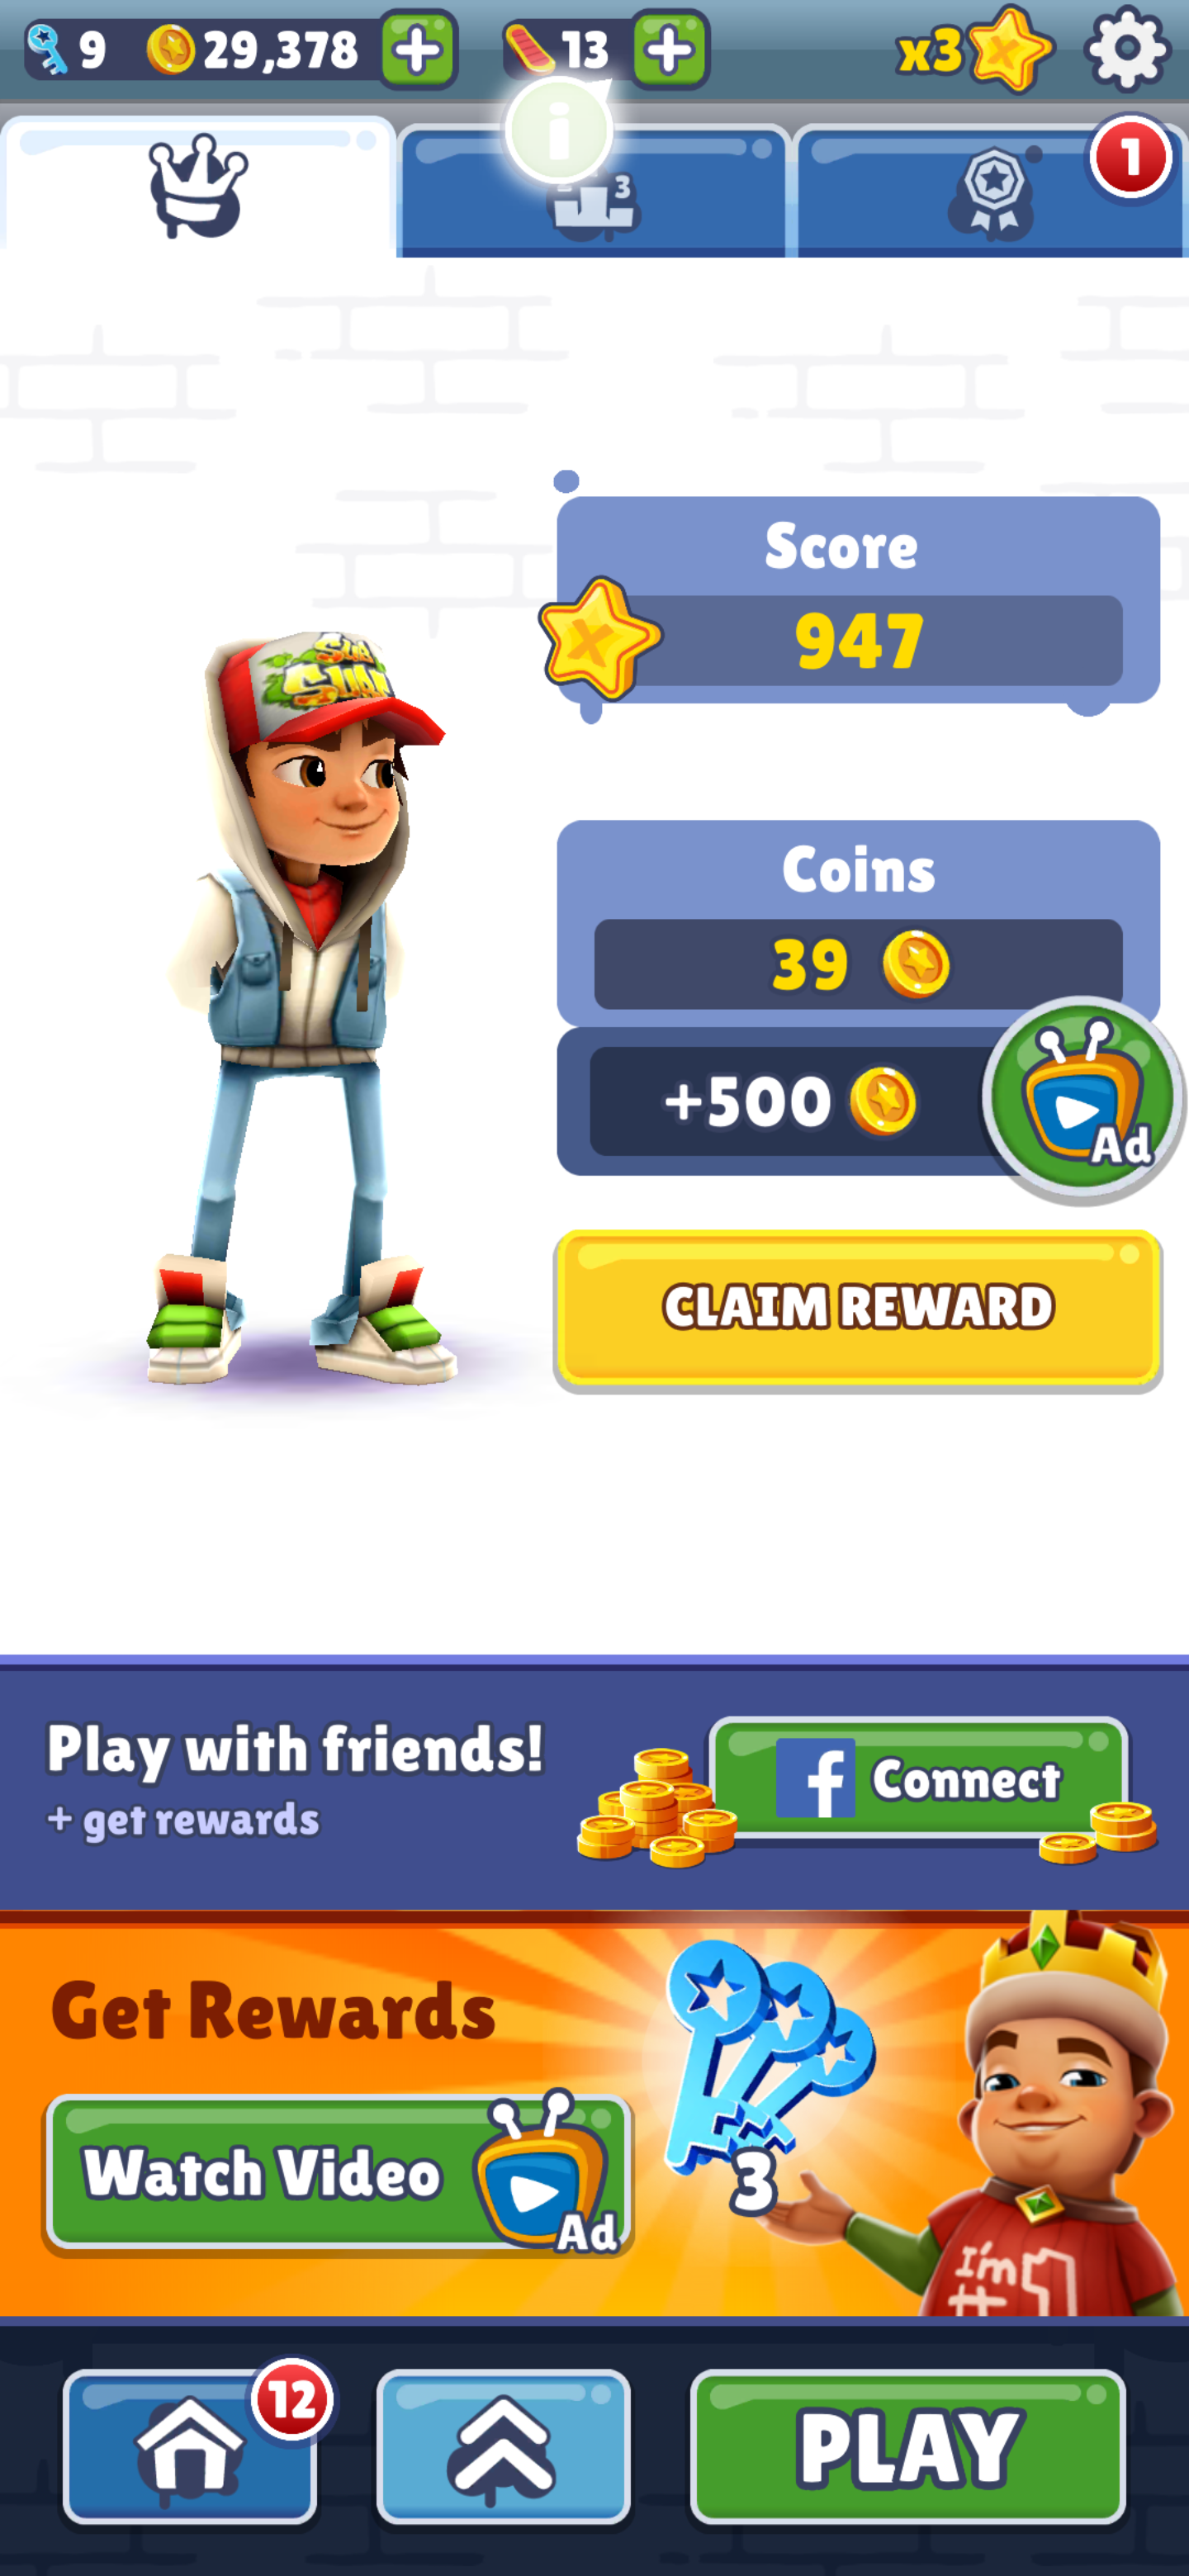 9
29,378
13
x3
3
1
Score
947
Coins
39
+500
Ad
CLAIM REWARD
Play with friends!
+ get rewards
f Connect
Get Rewards
Watch Video
Ad
3
I'm
#1
12
PLAY